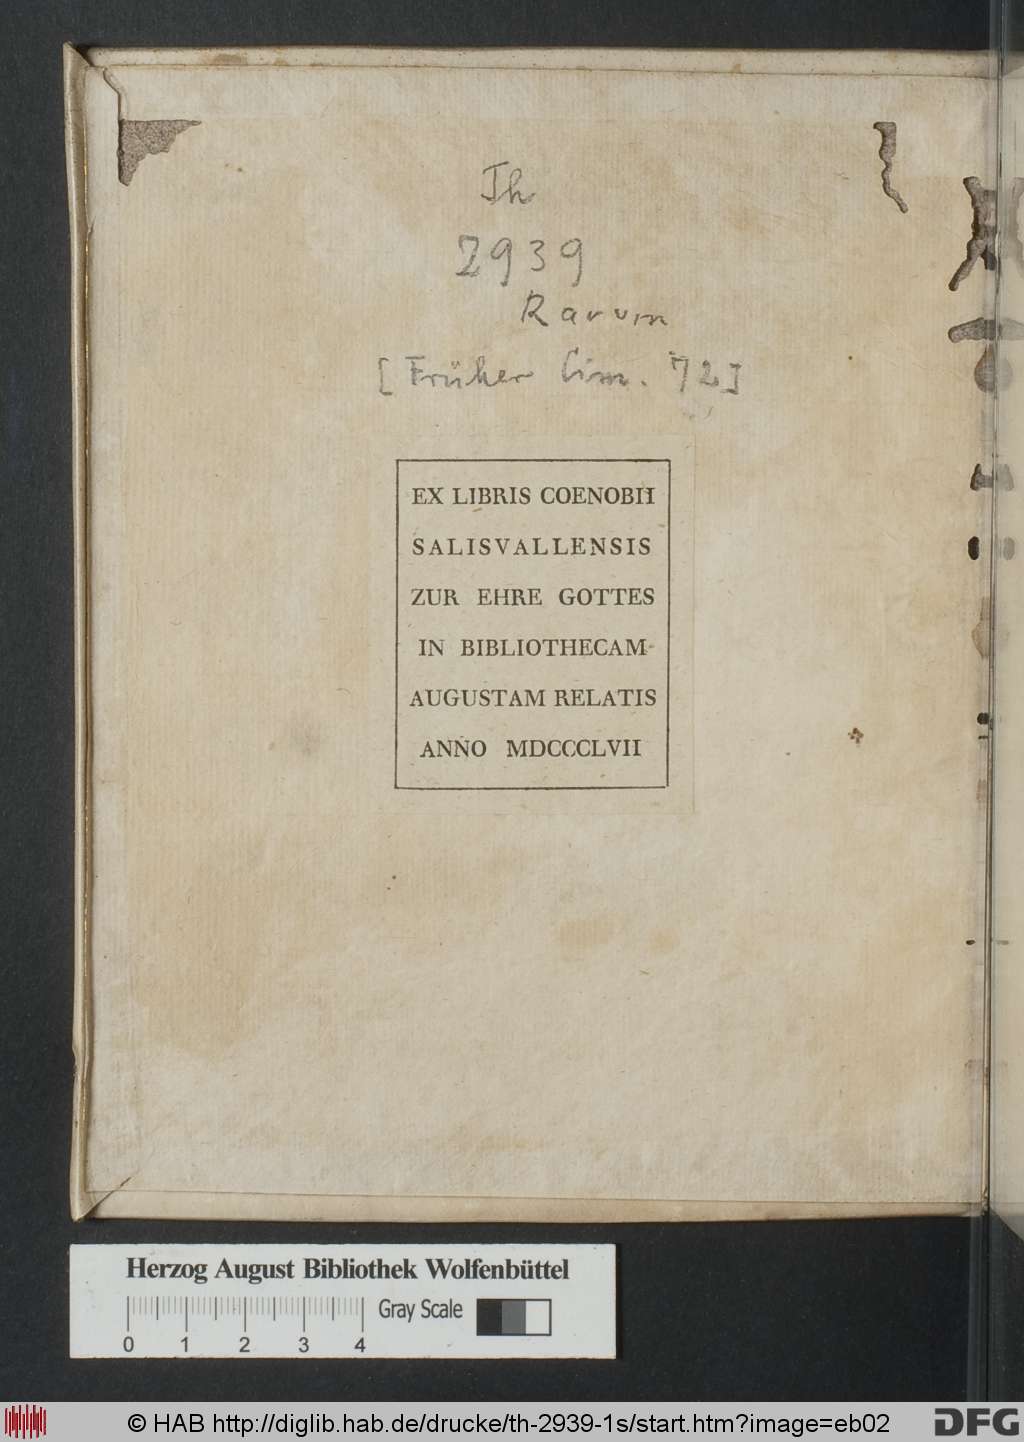 Th
2939
Rarum
[Früher Cim. 72]
EX LIBRIS COENOBII
SALISVALLENSIS
ZUR EHRE GOTTES
IN BIBLIOTHECAM
AUGUSTAM RELATIS
ANNO MDCCCLVII
Herzog August Bibliothek Wolfenbüttel
Gray Scale
0 1 2 3 4
© HAB http://diglib.hab.de/drucke/th-2939-1s/start.htm?image=eb02
DFG